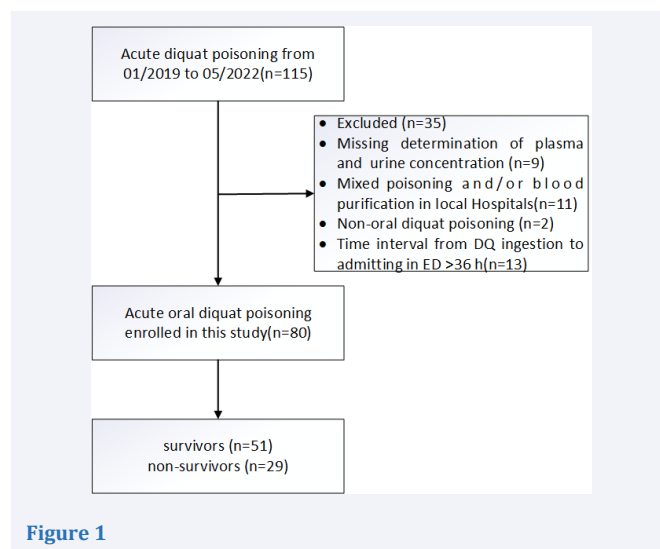 Acute diquat poisoning from
01/2019 to 05/2022(n=115)
• Excluded (n=35)
• Missing determination of plasma
and urine concentration (n=9)
• Mixed poisoning and/or blood
purification in local Hospitals(n=11)
• Non-oral diquat poisoning (n=2)
• Time interval from DQ ingestion to
admitting in ED >36 h(n=13)
Acute oral diquat poisoning
enrolled in this study(n=80)
survivors (n=51)
non-survivors (n=29)
Figure 1